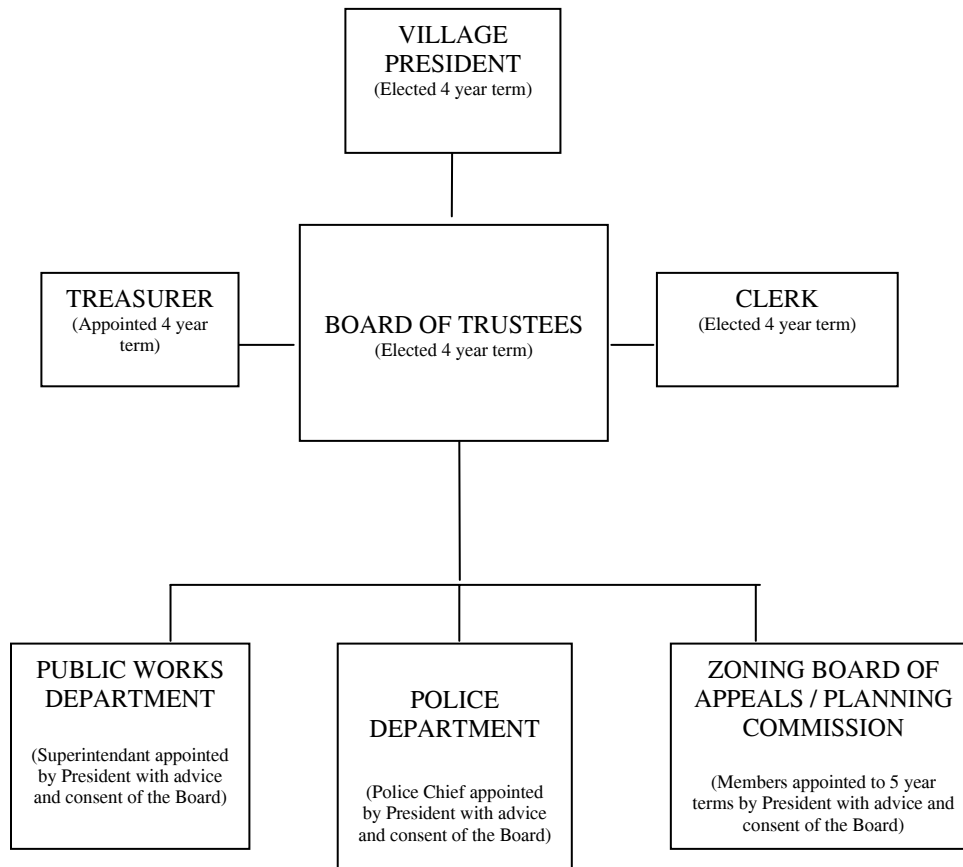 VILLAGE
PRESIDENT
(Elected 4 year term)
TREASURER
(Appointed 4 year
term)
BOARD OF TRUSTEES
(Elected 4 year term)
CLERK
(Elected 4 year term)
PUBLIC WORKS
DEPARTMENT
(Superintendant appointed
by President with advice
and consent of the Board)
POLICE
DEPARTMENT
(Police Chief appointed
by President with advice
and consent of the Board)
ZONING BOARD OF
APPEALS / PLANNING
COMMISSION
(Members appointed to 5 year
terms by President with advice and
consent of the Board)